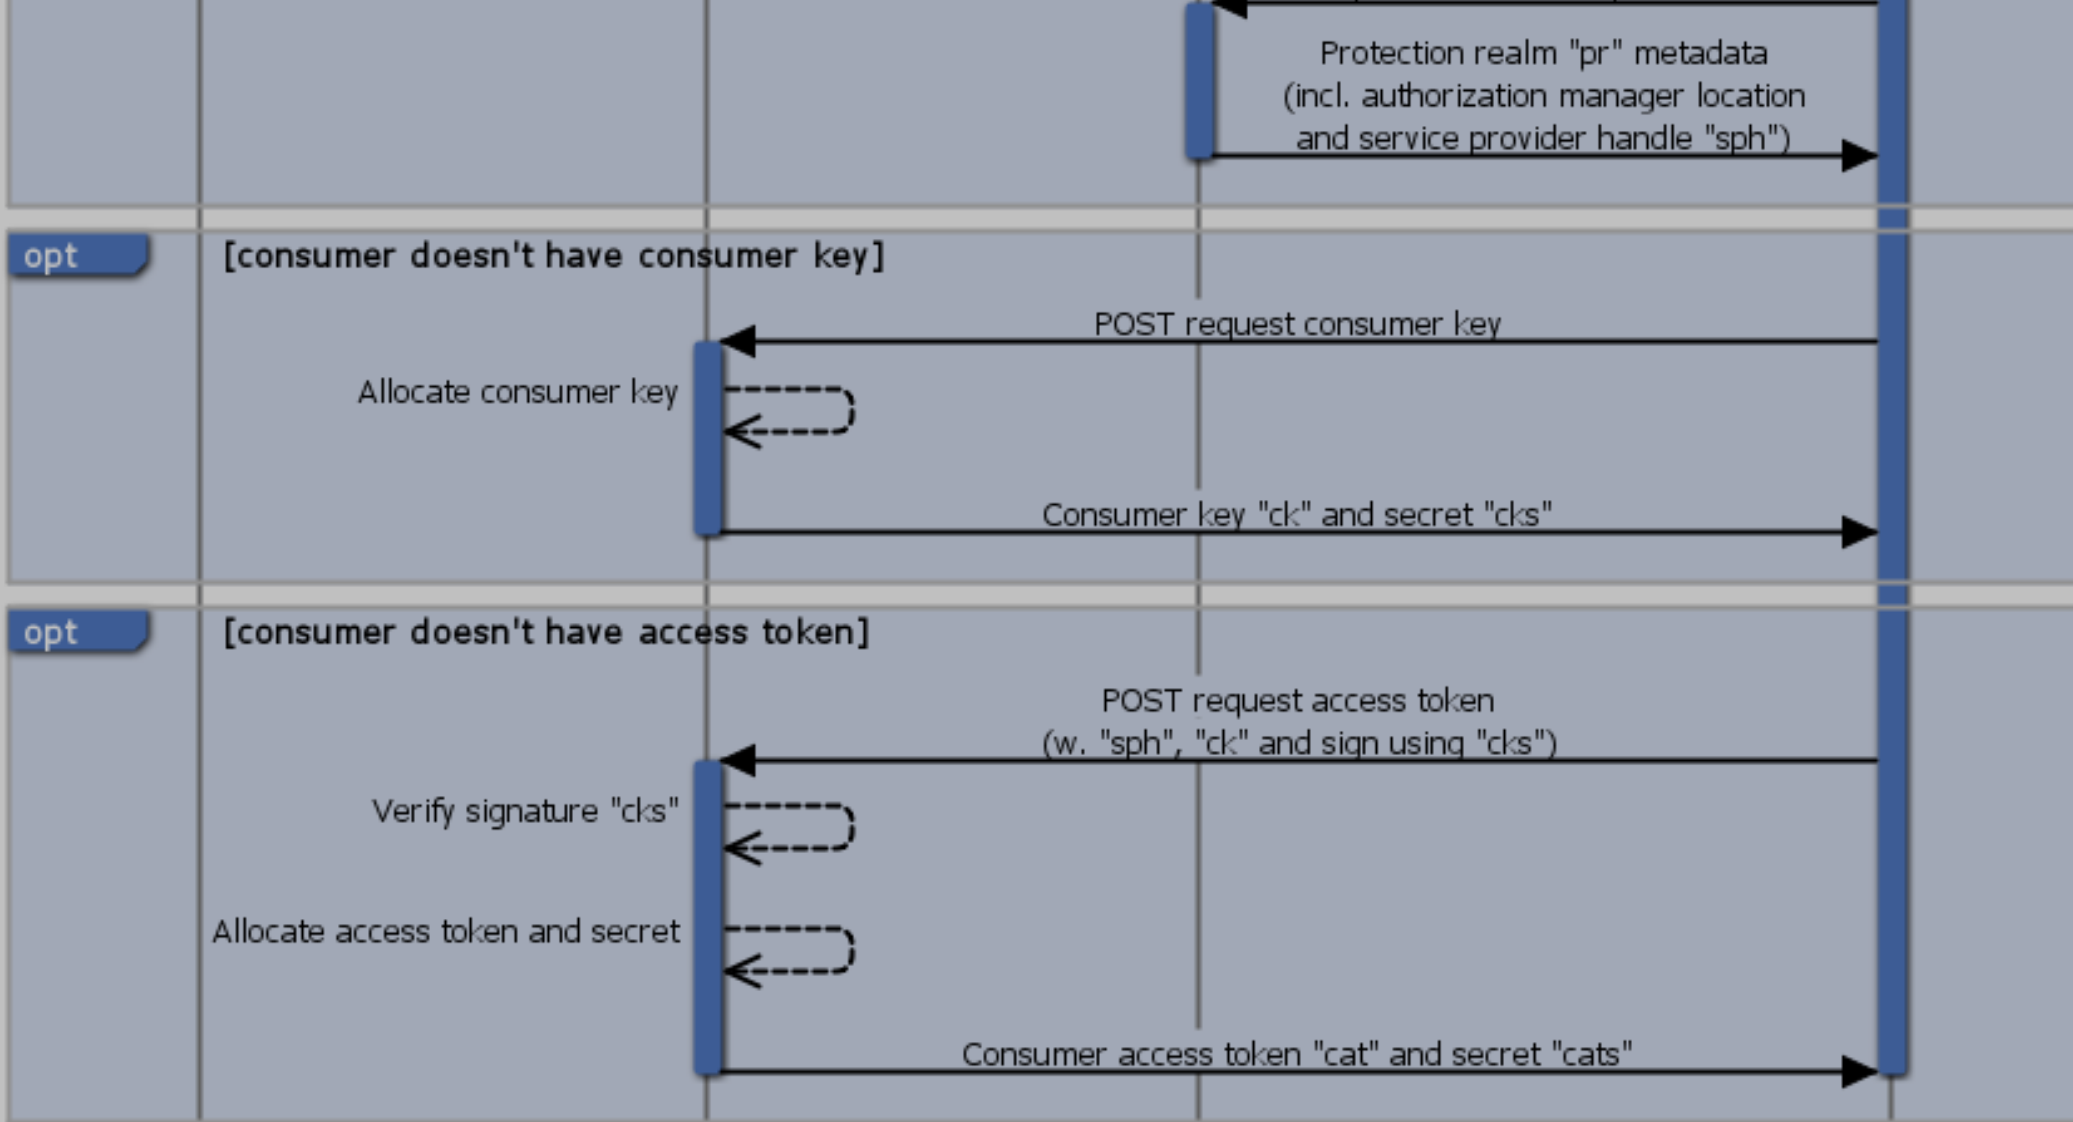 Protection realm "pr" metadata
(incl. authorization manager location
and service provider handle "sph")
opt
[consumer doesn't have consumer key]
POST request consumer key
Allocate consumer key
Consumer key "ck" and secret "cks"
opt
[consumer doesn't have access token]
POST request access token
(w. "sph", "ck" and sign using "cks")
Verify signature "cks"
Allocate access token and secret
Consumer access token "cat" and secret "cats"